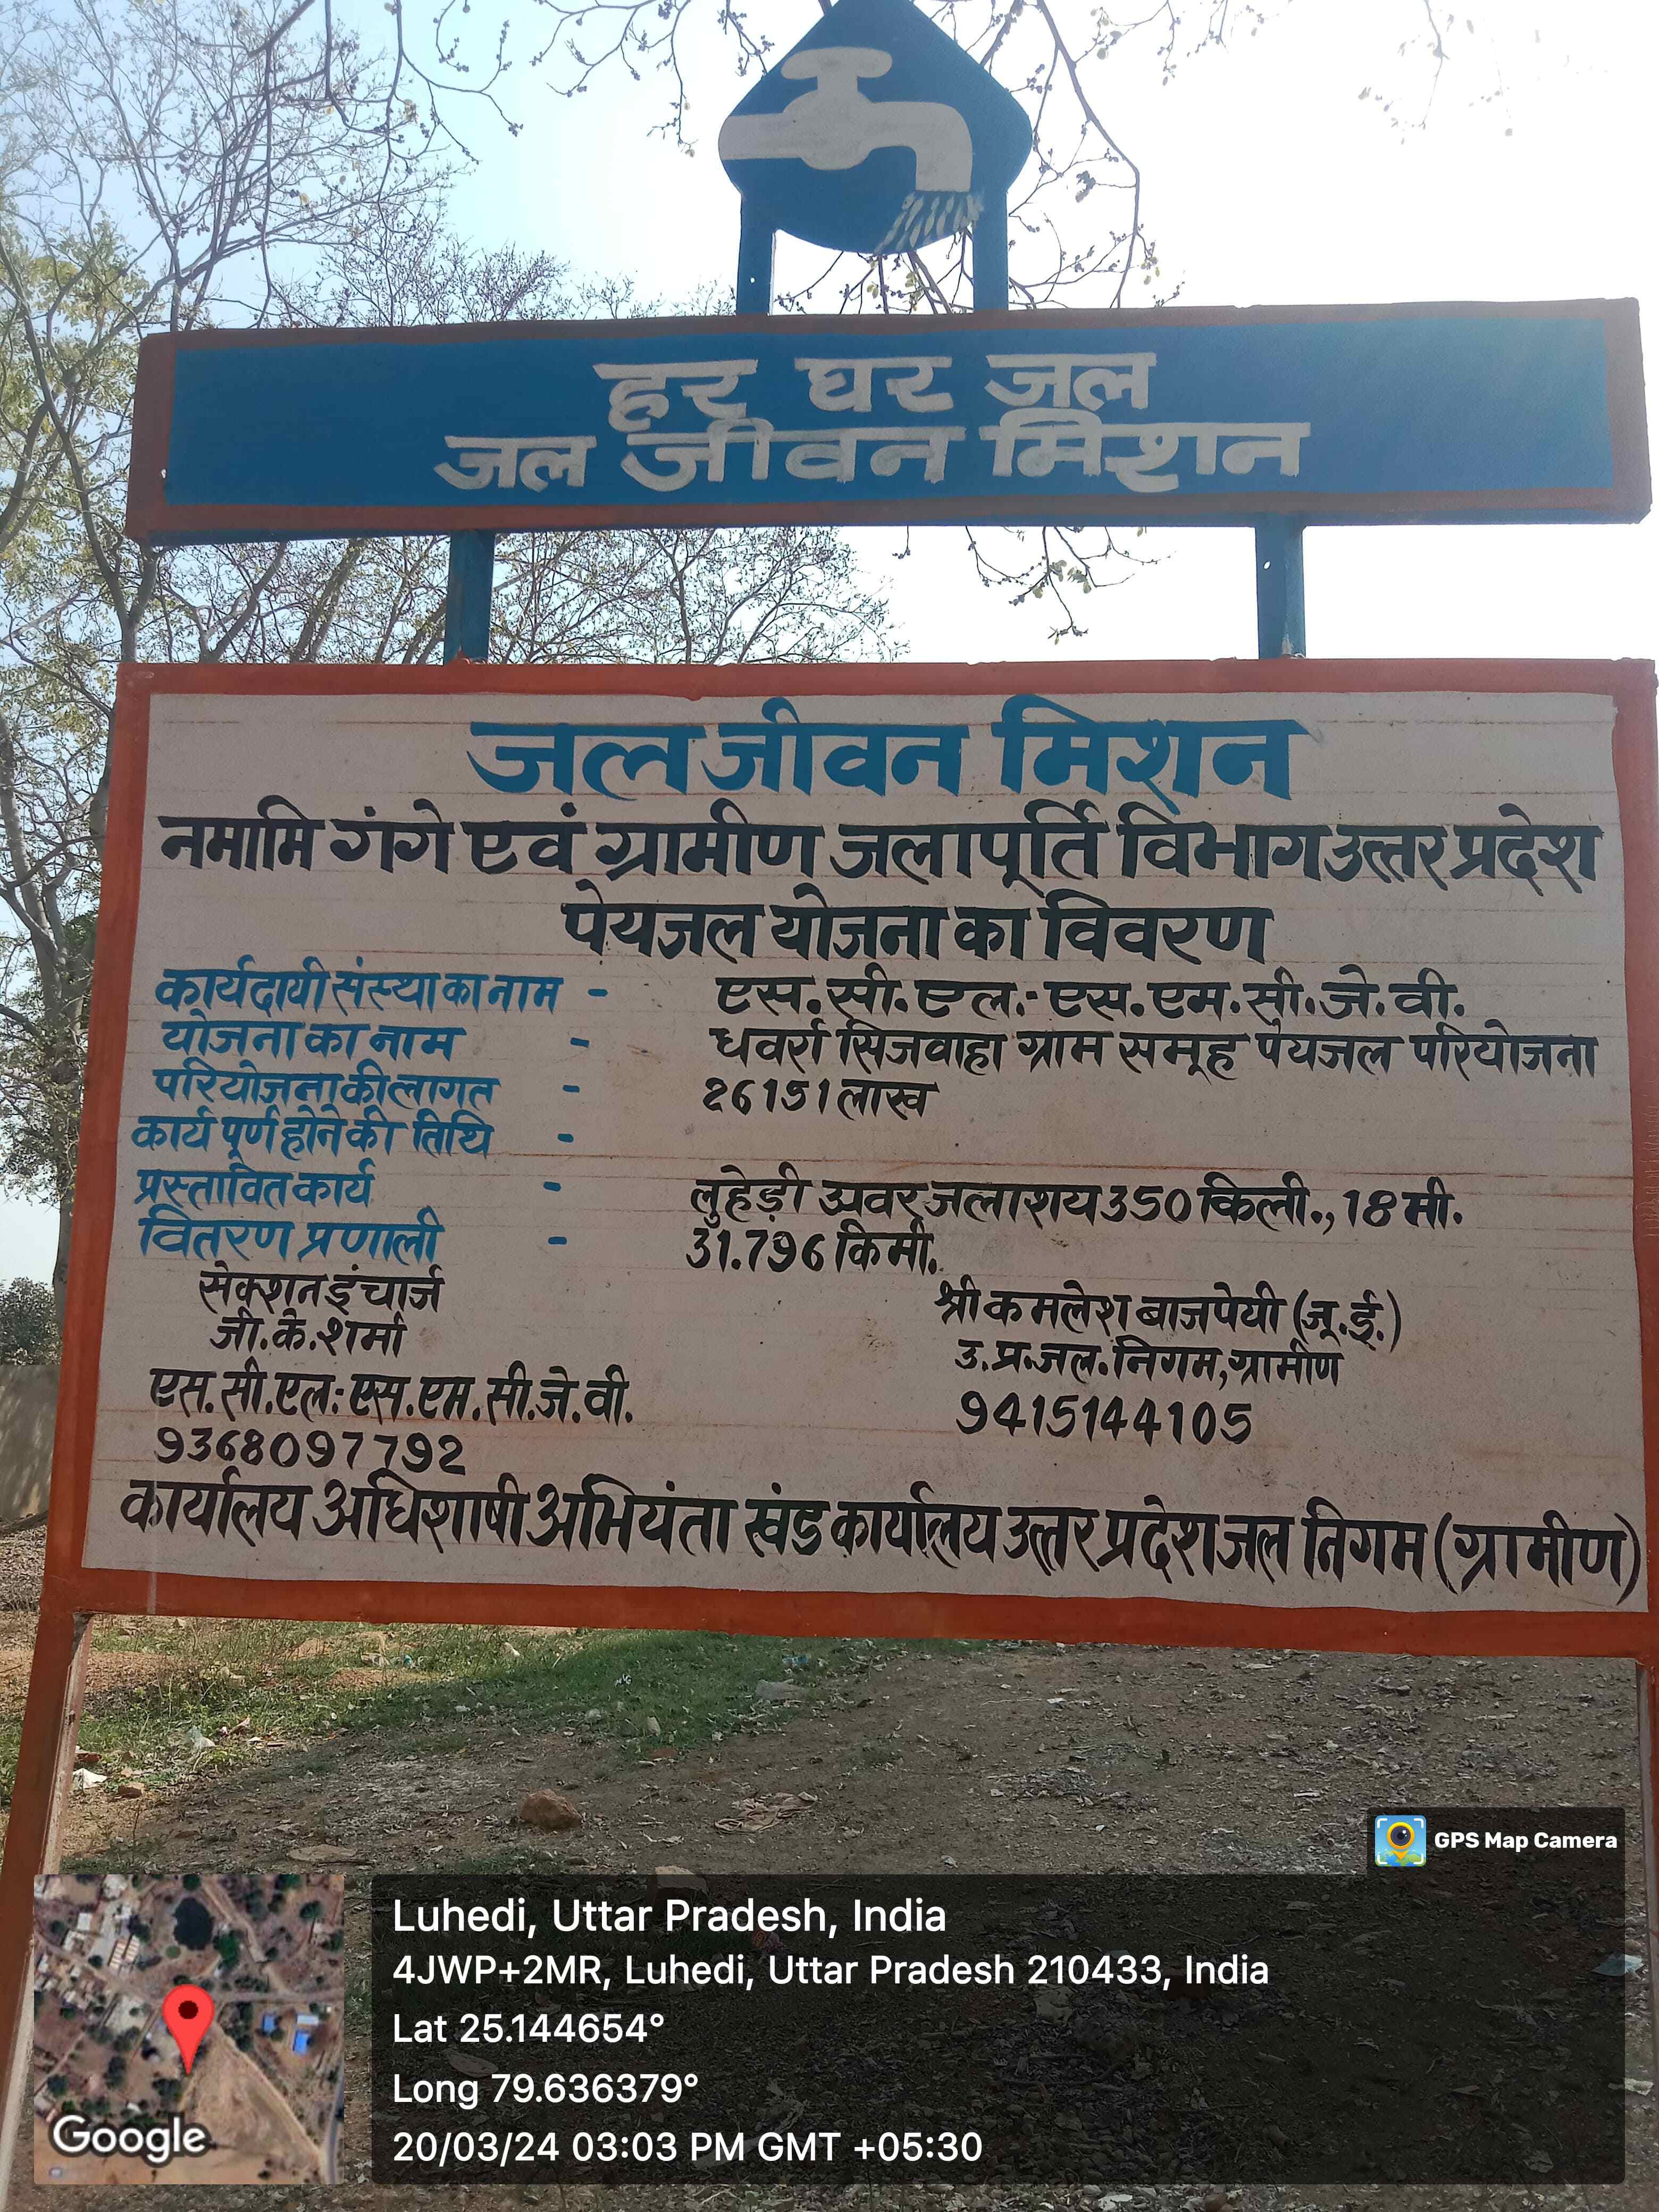 हर घर जल
जल जीवन मिशन
जल जीवन मिशन
नमामि गंगे एवं ग्रामीण जलापूर्ति विभाग उत्तर प्रदेश
पेयजल योजना का विवरण
कार्यदायी संस्था का नाम - एस.सी.एल.-एस.एम.सी.जे.वी.
योजना का नाम - धवर्रा सिजवाहा ग्राम समूह पेयजल परियोजना
परियोजना की लागत - 26151 लाख
कार्य पूर्ण होने की तिथि -
प्रस्तावित कार्य - लुहेड़ी अवर जलाशय 350 किली., 18 मी.
वितरण प्रणाली - 31.796 किमी.
सेक्शन इंचार्ज
जी.के.शर्मा
एस.सी.एल:-एस.एम.सी.जे.वी.
9368097792
श्री कमलेश बाजपेयी (जू.ई.)
उ.प्र.जल.निगम,ग्रामीण
9415144105
कार्यालय अधिशाषी अभियंता खंड कार्यालय उत्तर प्रदेश जल निगम (ग्रामीण)
GPS Map Camera
Luhedi, Uttar Pradesh, India
4JWP+2MR, Luhedi, Uttar Pradesh 210433, India
Lat 25.144654°
Long 79.636379°
20/03/24 03:03 PM GMT +05:30
Google